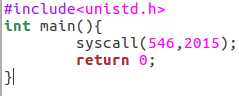 #include<unistd.h>
int main(){
        syscall(546,2015);
        return 0;
}